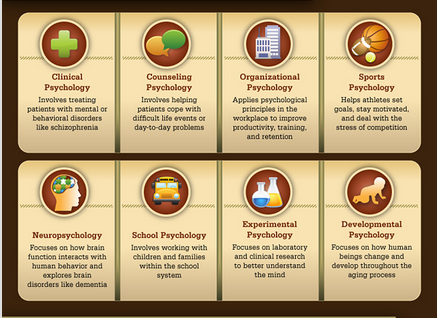 Clinical
Psychology
Involves treating
patients with mental or
behavioral disorders
like schizophrenia
Counseling
Psychology
Involves helping
patients cope with
difficult life events or
day-to-day problems
Organizational
Psychology
Applies psychological
principles in the
workplace to improve
productivity, training,
and retention
Sports
Psychology
Helps athletes set
goals, stay motivated,
and deal with the
stress of competition
Neuropsychology
Focuses on how brain
function interacts with
human behavior and
explores brain
disorders like dementia
School Psychology
Involves working with
children and families
within the school
system
Experimental
Psychology
Focuses on laboratory
and clinical research
to better understand
the mind
Developmental
Psychology
Focuses on how human
beings change and
develop throughout the
aging process